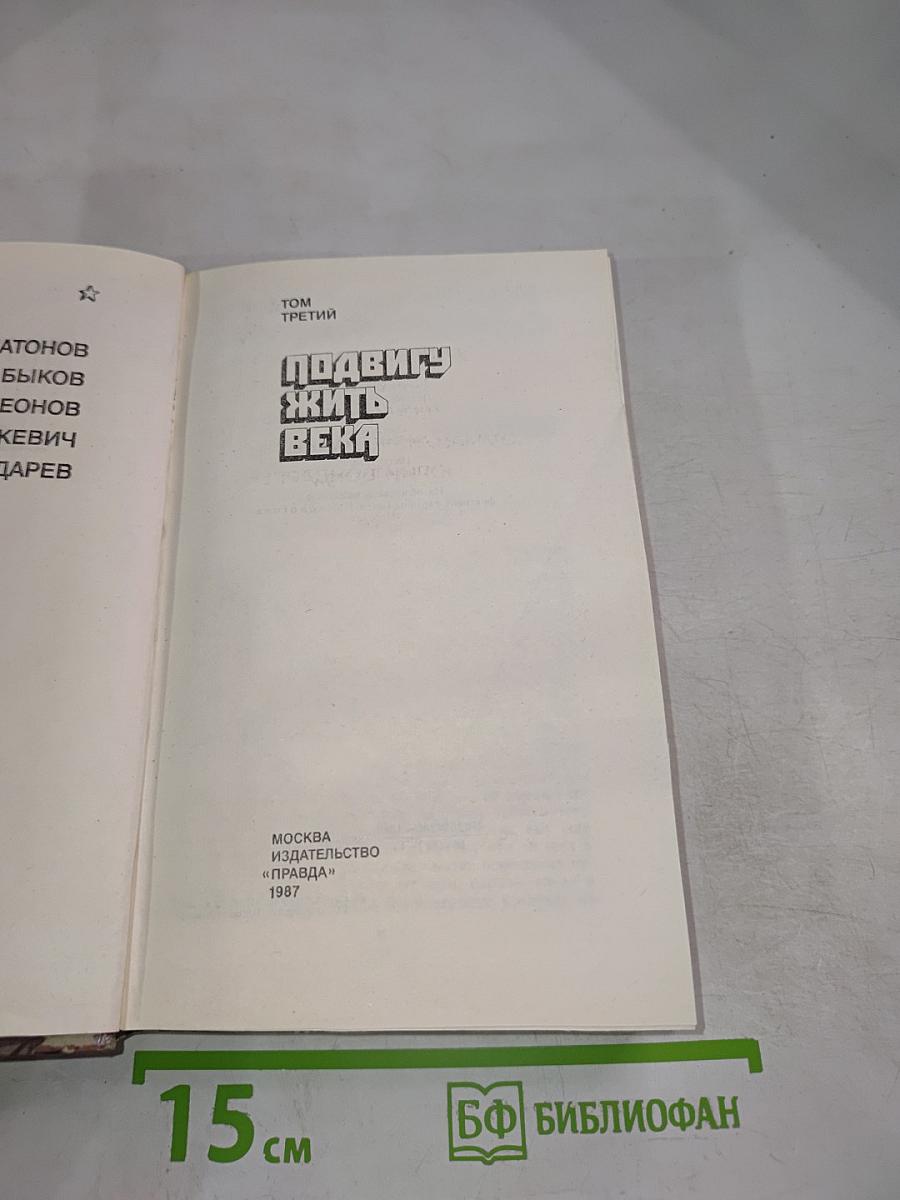 ☆
АТОНОВ
БЫКОВ
ЕОНОВ
КЕВИЧ
ДАРЕВ
ТОМ
ТРЕТИЙ
ПОДВИГУ
ЖИТЬ
ВЕКА
МОСКВА
ИЗДАТЕЛЬСТВО
«ПРАВДА»
1987
15 см
БФ БИБЛИОФАН